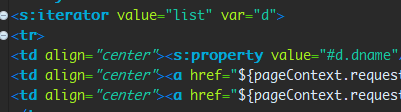 <s:iterator value="list" var="d">
<tr>
<td align="center"><s:property value="#d.dname"
<td align="center"><a href="${pageContext.request
<td align="center"><a href="${pageContext.request